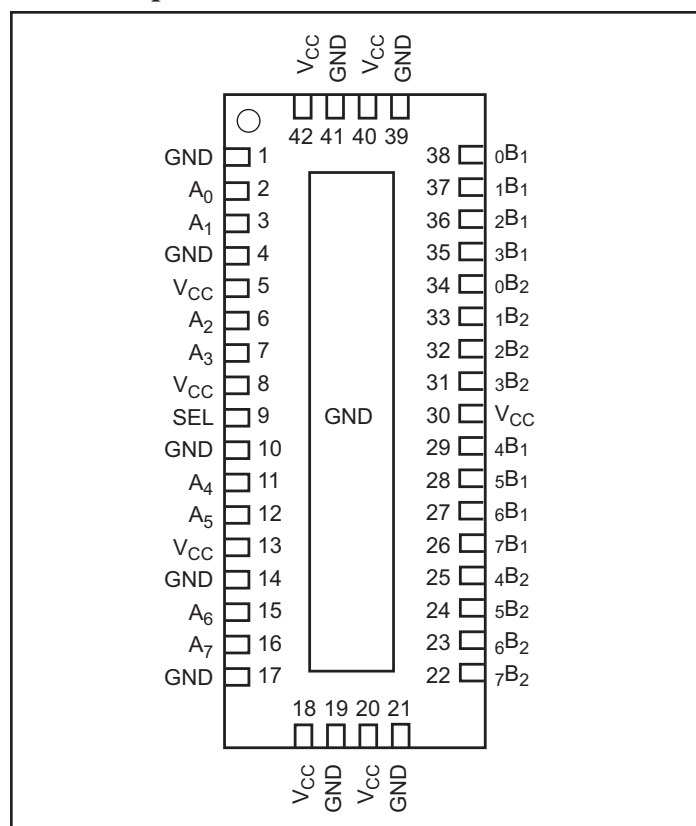 V_CC GND V_CC GND
42 41 40 39
GND 1 38 0B1
A0 2 37 1B1
A1 3 36 2B1
GND 4 35 3B1
VCC 5 34 0B2
A2 6 33 1B2
A3 7 32 2B2
VCC 8 31 3B2
SEL 9 GND 30 VCC
GND 10 29 4B1
A4 11 28 5B1
A5 12 27 6B1
VCC 13 26 7B1
GND 14 25 4B2
A6 15 24 5B2
A7 16 23 6B2
GND 17 22 7B2
18 19 20 21
VCC GND VCC GND